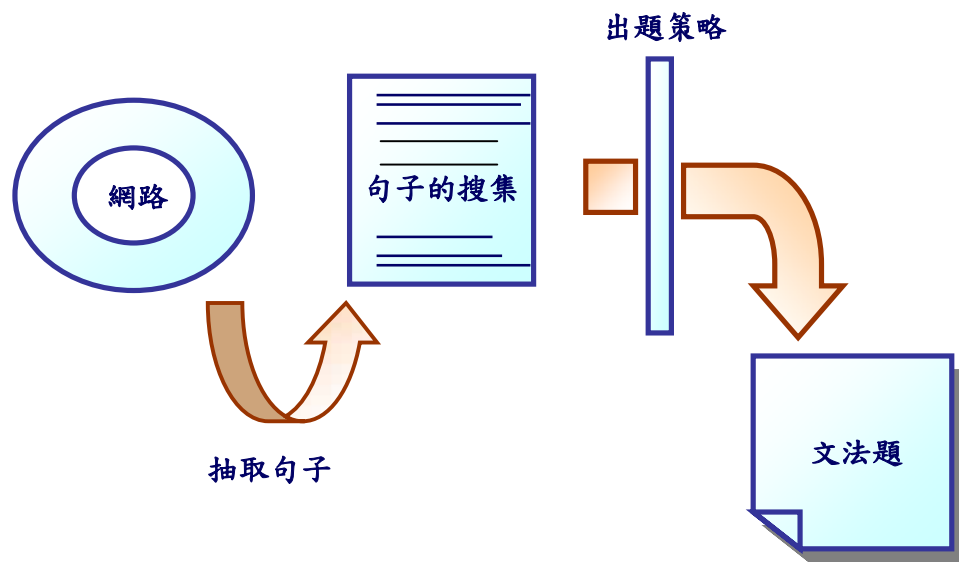 出題策略
網路
句子的搜集
抽取句子
文法題